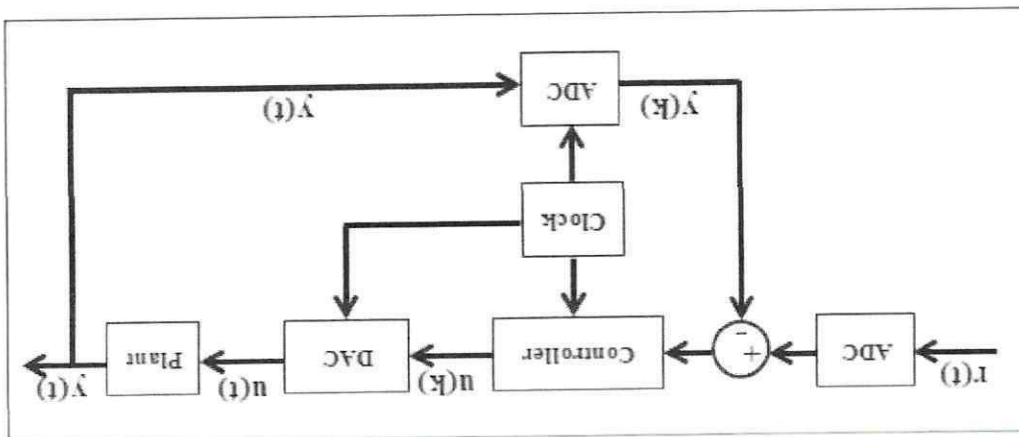 r(t)
ADC
+
-
Controller
u(k)
DAC
u(t)
Plant
y(t)
Clock
y(k)
ADC
y(t)